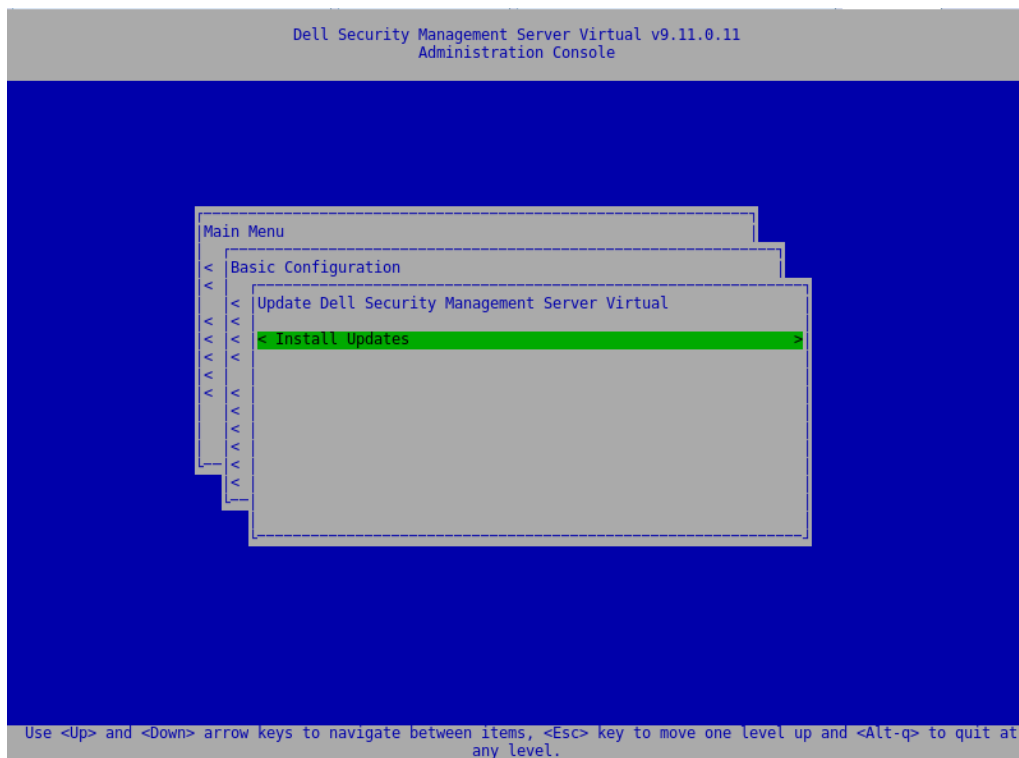 Dell Security Management Server Virtual v9.11.0.11
Administration Console
Main Menu
< Basic Configuration
<
< Update Dell Security Management Server Virtual
< <
< < < Install Updates >
< <
<
< <
<
<
<
<
<
Use <Up> and <Down> arrow keys to navigate between items, <Esc> key to move one level up and <Alt-q> to quit at
any level.